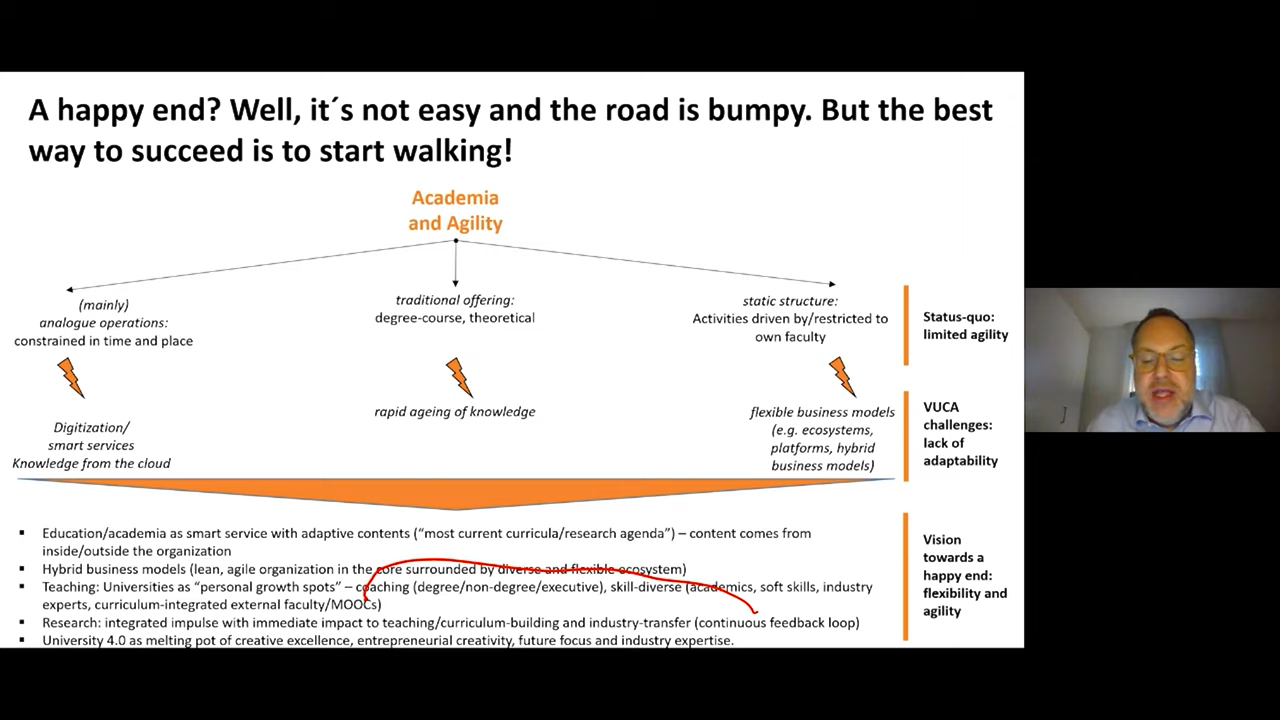 A happy end? Well, it´s not easy and the road is bumpy. But the best
way to succeed is to start walking!
Academia
and Agility
(mainly)
analogue operations:
constrained in time and place
traditional offering:
degree-course, theoretical
static structure:
Activities driven by/restricted to
own faculty
Status-quo:
limited agility
Digitization/
smart services
Knowledge from the cloud
rapid ageing of knowledge
flexible business models
(e.g. ecosystems,
platforms, hybrid
business models)
VUCA
challenges:
lack of
adaptability
▪ Education/academia as smart service with adaptive contents (“most current curricula/research agenda”) – content comes from
inside/outside the organization
▪ Hybrid business models (lean, agile organization in the core surrounded by diverse and flexible ecosystem)
▪ Teaching: Universities as “personal growth spots” – coaching (degree/non-degree/executive), skill-diverse (academics, soft skills, industry
experts, curriculum-integrated external faculty/MOOCs)
▪ Research: integrated impulse with immediate impact to teaching/curriculum-building and industry-transfer (continuous feedback loop)
▪ University 4.0 as melting pot of creative excellence, entrepreneurial creativity, future focus and industry expertise.
Vision
towards a
happy end:
flexibility and
agility